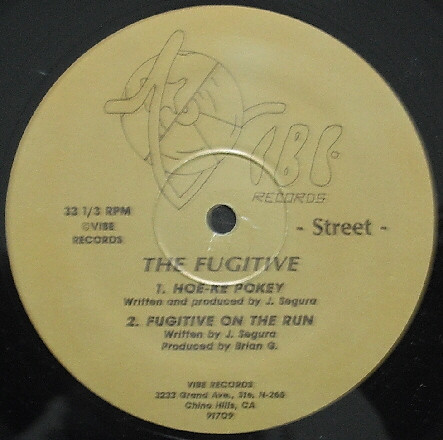 VIBE
RECORDS
33 1/3 RPM
©VIBE
RECORDS
- Street -
THE FUGITIVE
1. HOE-KE POKEY
Written and produced by J. Segura
2. FUGITIVE ON THE RUN
Written by J. Segura
Produced by Brian G.
VIBE RECORDS
3233 Grand Ave., Ste. N-268
Chino Hills, CA
91709